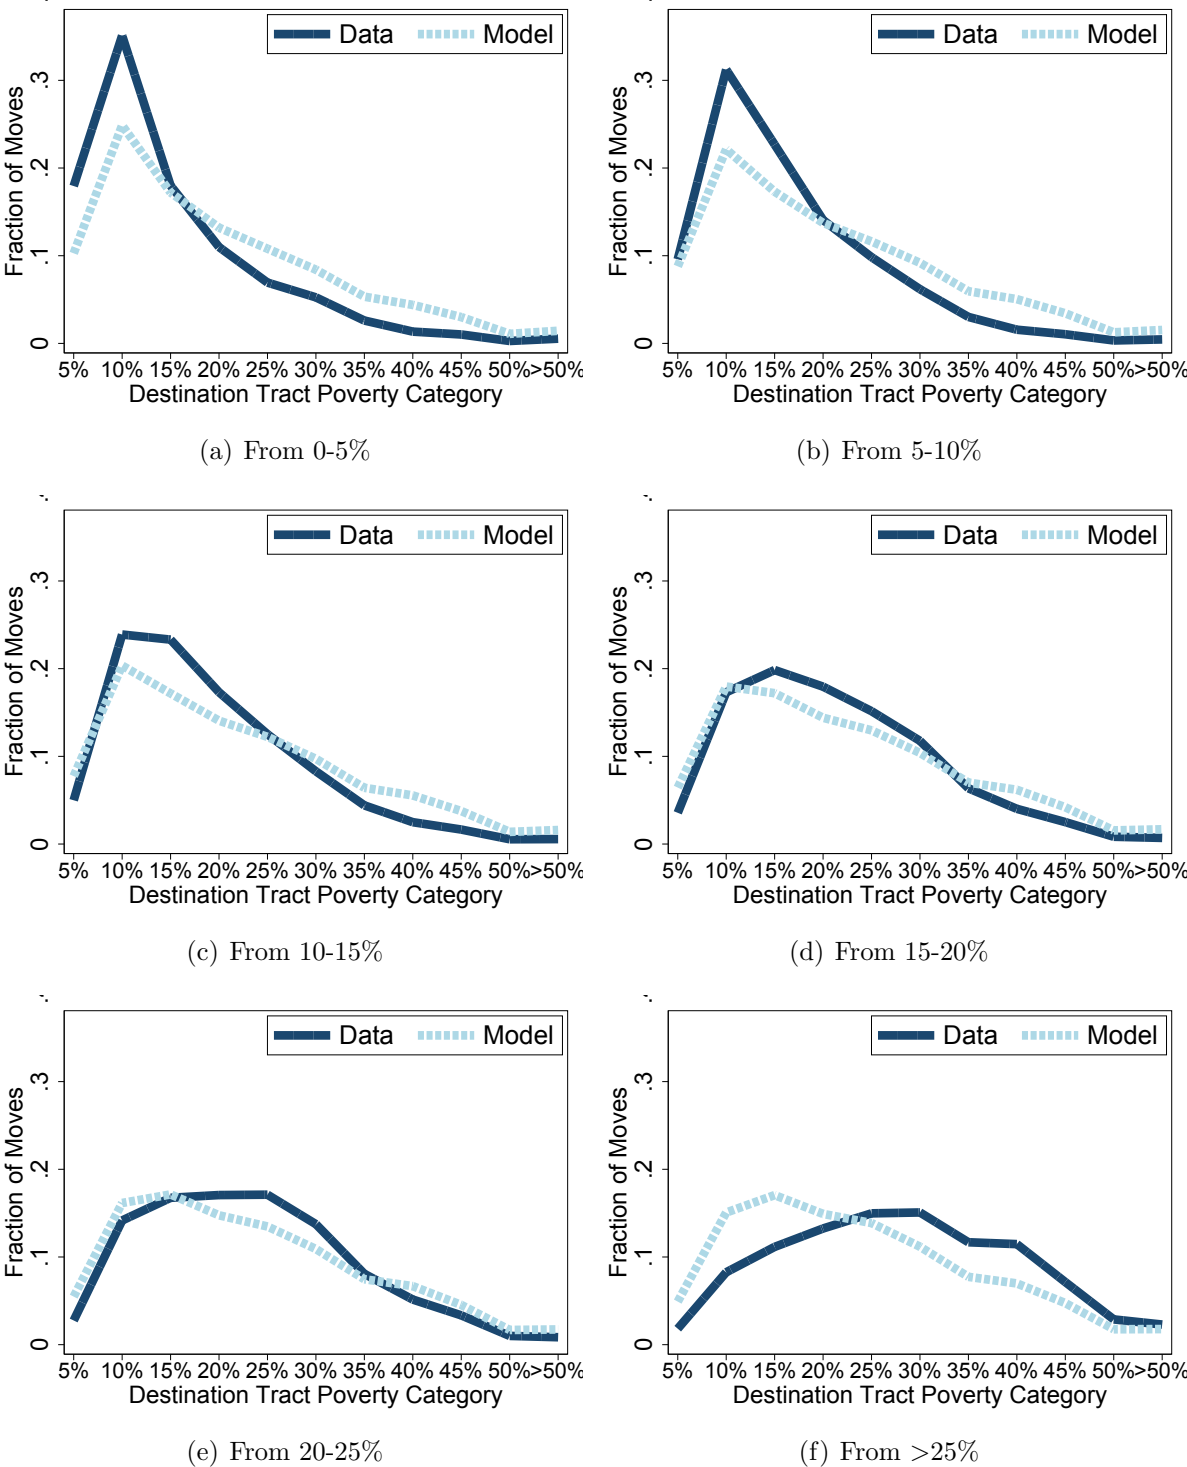 Data Model
Data Model
Fraction of Moves
0 .1 .2 .3
5% 10% 15% 20% 25% 30% 35% 40% 45% 50% >50%
Destination Tract Poverty Category
Fraction of Moves
0 .1 .2 .3
5% 10% 15% 20% 25% 30% 35% 40% 45% 50% >50%
Destination Tract Poverty Category
(a) From 0-5%
(b) From 5-10%
Data Model
Data Model
Fraction of Moves
0 .1 .2 .3
5% 10% 15% 20% 25% 30% 35% 40% 45% 50% >50%
Destination Tract Poverty Category
Fraction of Moves
0 .1 .2 .3
5% 10% 15% 20% 25% 30% 35% 40% 45% 50% >50%
Destination Tract Poverty Category
(c) From 10-15%
(d) From 15-20%
Data Model
Data Model
Fraction of Moves
0 .1 .2 .3
5% 10% 15% 20% 25% 30% 35% 40% 45% 50% >50%
Destination Tract Poverty Category
Fraction of Moves
0 .1 .2 .3
5% 10% 15% 20% 25% 30% 35% 40% 45% 50% >50%
Destination Tract Poverty Category
(e) From 20-25%
(f) From >25%